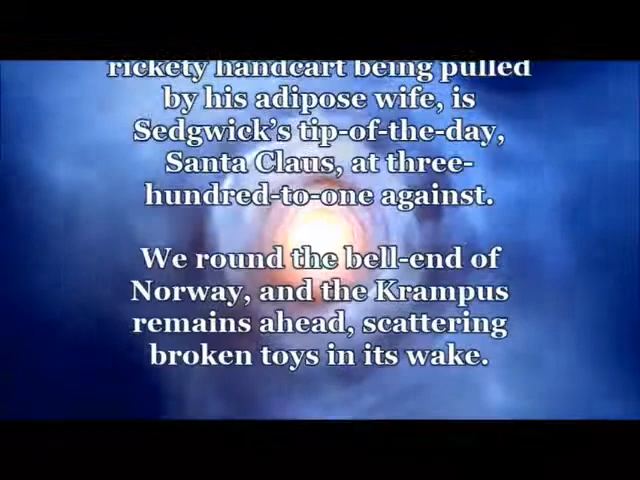 rickety handcart being pulled
by his adipose wife, is
Sedgwick's tip-of-the-day,
Santa Claus, at three-
hundred-to-one against.
We round the bell-end of
Norway, and the Krampus
remains ahead, scattering
broken toys in its wake.